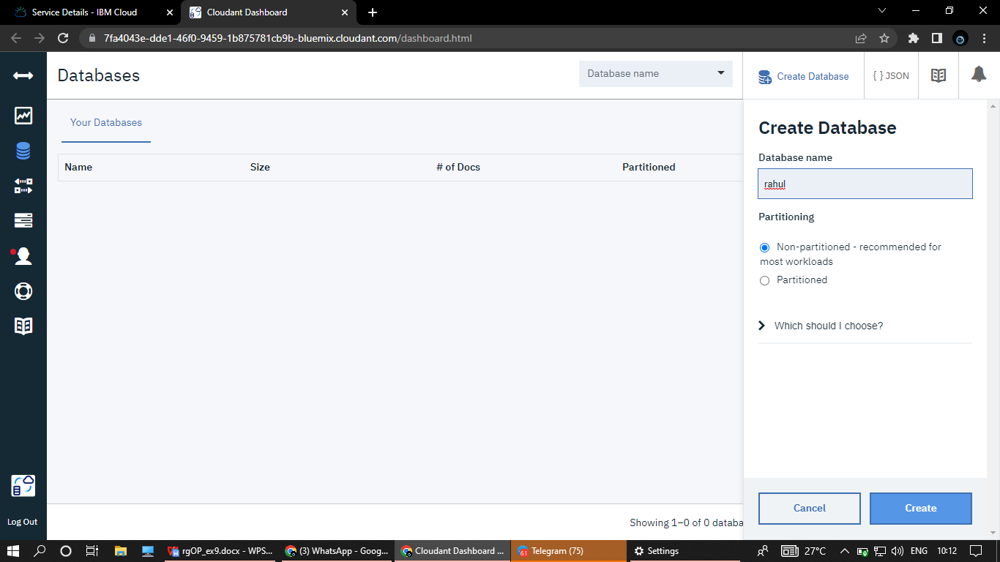 Service Details - IBM Cloud
Cloudant Dashboard
7fa4043e-dde1-46f0-9459-1b875781cb9b-bluemix.cloudant.com/dashboard.html
Databases
Database name
Create Database
{ } JSON
Your Databases
Name Size # of Docs Partitioned
Create Database
Database name
rahul
Partitioning
Non-partitioned - recommended for
most workloads
Partitioned
Which should I choose?
Cancel
Create
Log Out
Showing 1–0 of 0 databa
rgOP_ex9.docx - WPS...
(3) WhatsApp - Goog...
Cloudant Dashboard ...
61
Telegram (75)
Settings
27°C
ENG
10:12